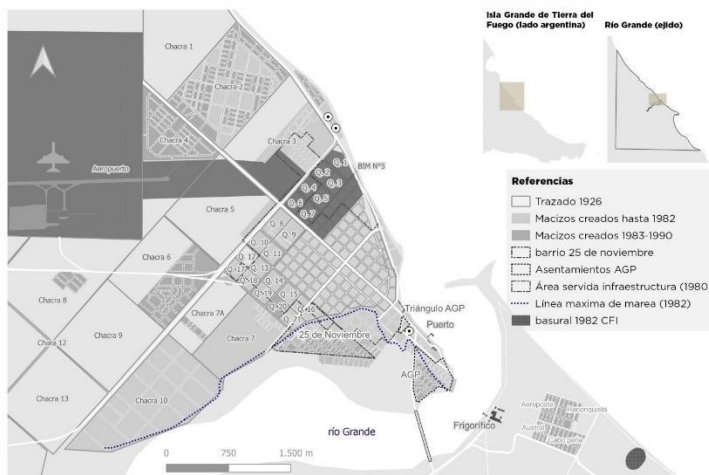 Isla Grande de Tierra del
Fuego (lado argentina)
Río Grande (ejido)
Chacra 1
Chacra 2
Chacra 3
Chacra 4
Aeropuerto
BIM Nº5
Q. 1
Q. 2
Q. 3
Q. 4
Q. 5
Q. 6
Q. 7
Chacra 5
Q. 8
Q. 9
Q. 10
Q. 11
Q. 12
Q. 13
Q. 14
Q. 15
Q. 16
Q. 17
Q. 18
Q. 19
Q. 20
Q. 21
Chacra 6
Chacra 8
Chacra 7A
Chacra 9
Chacra 7
Chara 12
Chacra 13
Chacra 10
25 de Noviembre
Triángulo AGP
Puerto
AGP
río Grande
Frigorífico
Aeroposta
Reconquista
Austral
Cabo peña
0 750 1.500 m
Referencias
Trazado 1926
Macizos creados hasta 1982
Macizos creados 1983-1990
barrio 25 de noviembre
Asentamientos AGP
Área servida infraestructura (1980
Línea maxima de marea (1982)
basural 1982 CFI